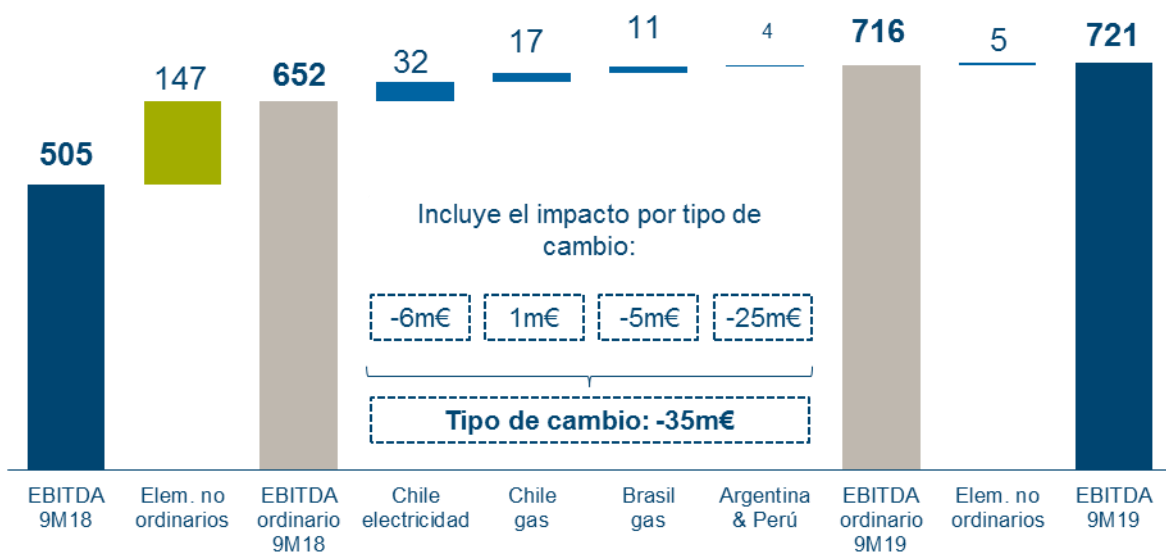 505
147
652
32
17
11
4
716
5
721
Incluye el impacto por tipo de
cambio:
-6m€
1m€
-5m€
-25m€
Tipo de cambio: -35m€
EBITDA
9M18
Elem. no
ordinarios
EBITDA
ordinario
9M18
Chile
electricidad
Chile
gas
Brasil
gas
Argentina
& Perú
EBITDA
ordinario
9M19
Elem. no
ordinarios
EBITDA
9M19